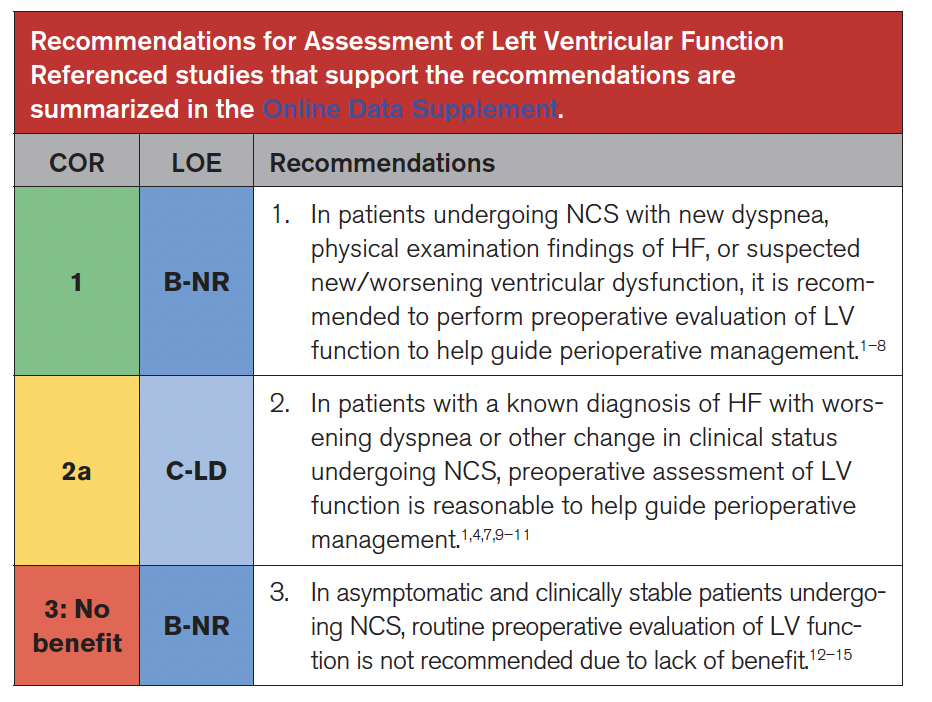 Recommendations for Assessment of Left Ventricular Function
Referenced studies that support the recommendations are
summarized in the Online Data Supplement.
COR LOE Recommendations
1 B-NR 1. In patients undergoing NCS with new dyspnea,
physical examination findings of HF, or suspected
new/worsening ventricular dysfunction, it is recom-
mended to perform preoperative evaluation of LV
function to help guide perioperative management.1–8
2a C-LD 2. In patients with a known diagnosis of HF with wors-
ening dyspnea or other change in clinical status
undergoing NCS, preoperative assessment of LV
function is reasonable to help guide perioperative
management.1,4,7,9–11
3: No
benefit B-NR 3. In asymptomatic and clinically stable patients undergo-
ing NCS, routine preoperative evaluation of LV func-
tion is not recommended due to lack of benefit.12–15